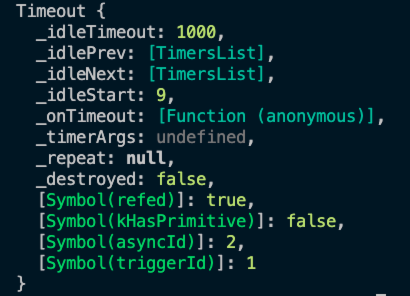 Timeout {
  _idleTimeout: 1000,
  _idlePrev: [TimersList],
  _idleNext: [TimersList],
  _idleStart: 9,
  _onTimeout: [Function (anonymous)],
  _timerArgs: undefined,
  _repeat: null,
  _destroyed: false,
  [Symbol(refed)]: true,
  [Symbol(kHasPrimitive)]: false,
  [Symbol(asyncId)]: 2,
  [Symbol(triggerId)]: 1
}